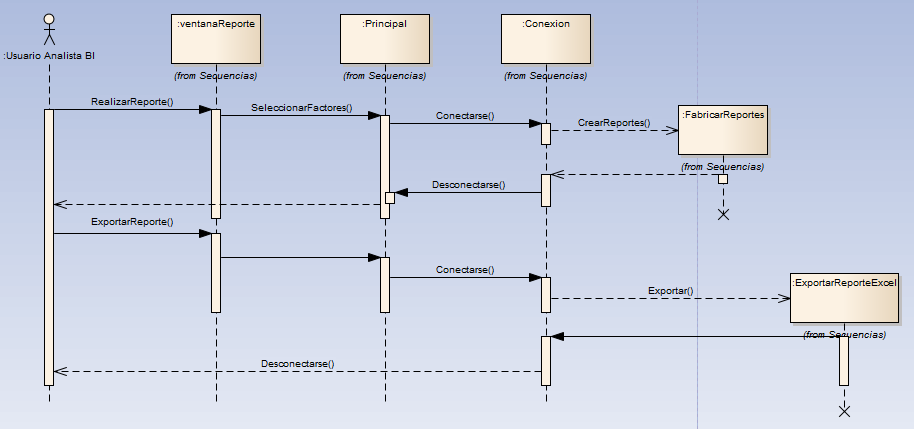 :ventanaReporte
:Principal
:Conexion
:Usuario Analista BI
(from Sequencias)
(from Sequencias)
(from Sequencias)
RealizarReporte()
SeleccionarFactores()
Conectarse()
CrearReportes()
:FabricarReportes
(from Sequencias)
Desconectarse()
ExportarReporte()
Conectarse()
Exportar()
:ExportarReporteExcel
(from Sequencias)
Desconectarse()